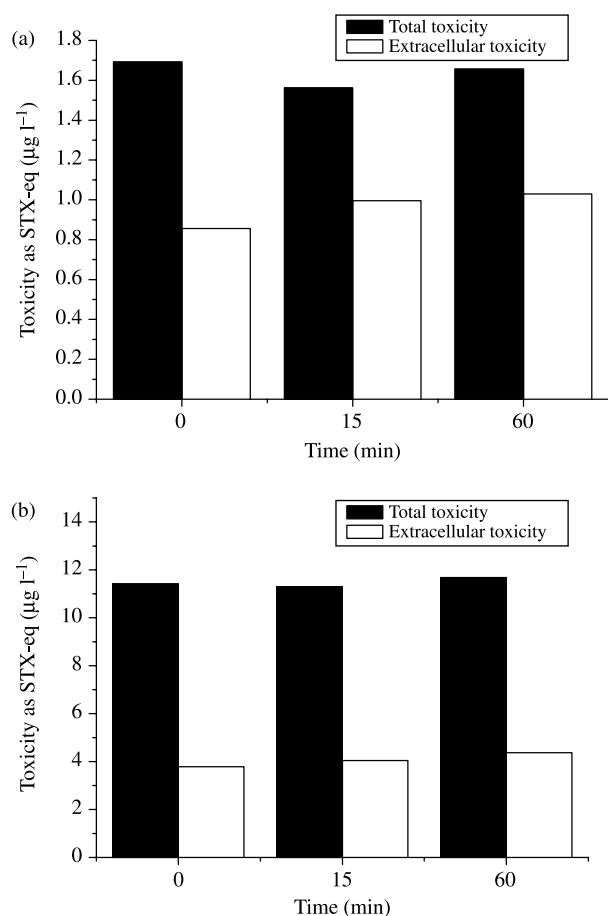 (a)
Total toxicity
Extracellular toxicity
1.8
1.6
1.4
1.2
1.0
0.8
0.6
0.4
0.2
0.0
Toxicity as STX-eq (µg l⁻¹)
0 15 60
Time (min)
(b)
Total toxicity
Extracellular toxicity
14
12
10
8
6
4
2
0
Toxicity as STX-eq (µg l⁻¹)
0 15 60
Time (min)